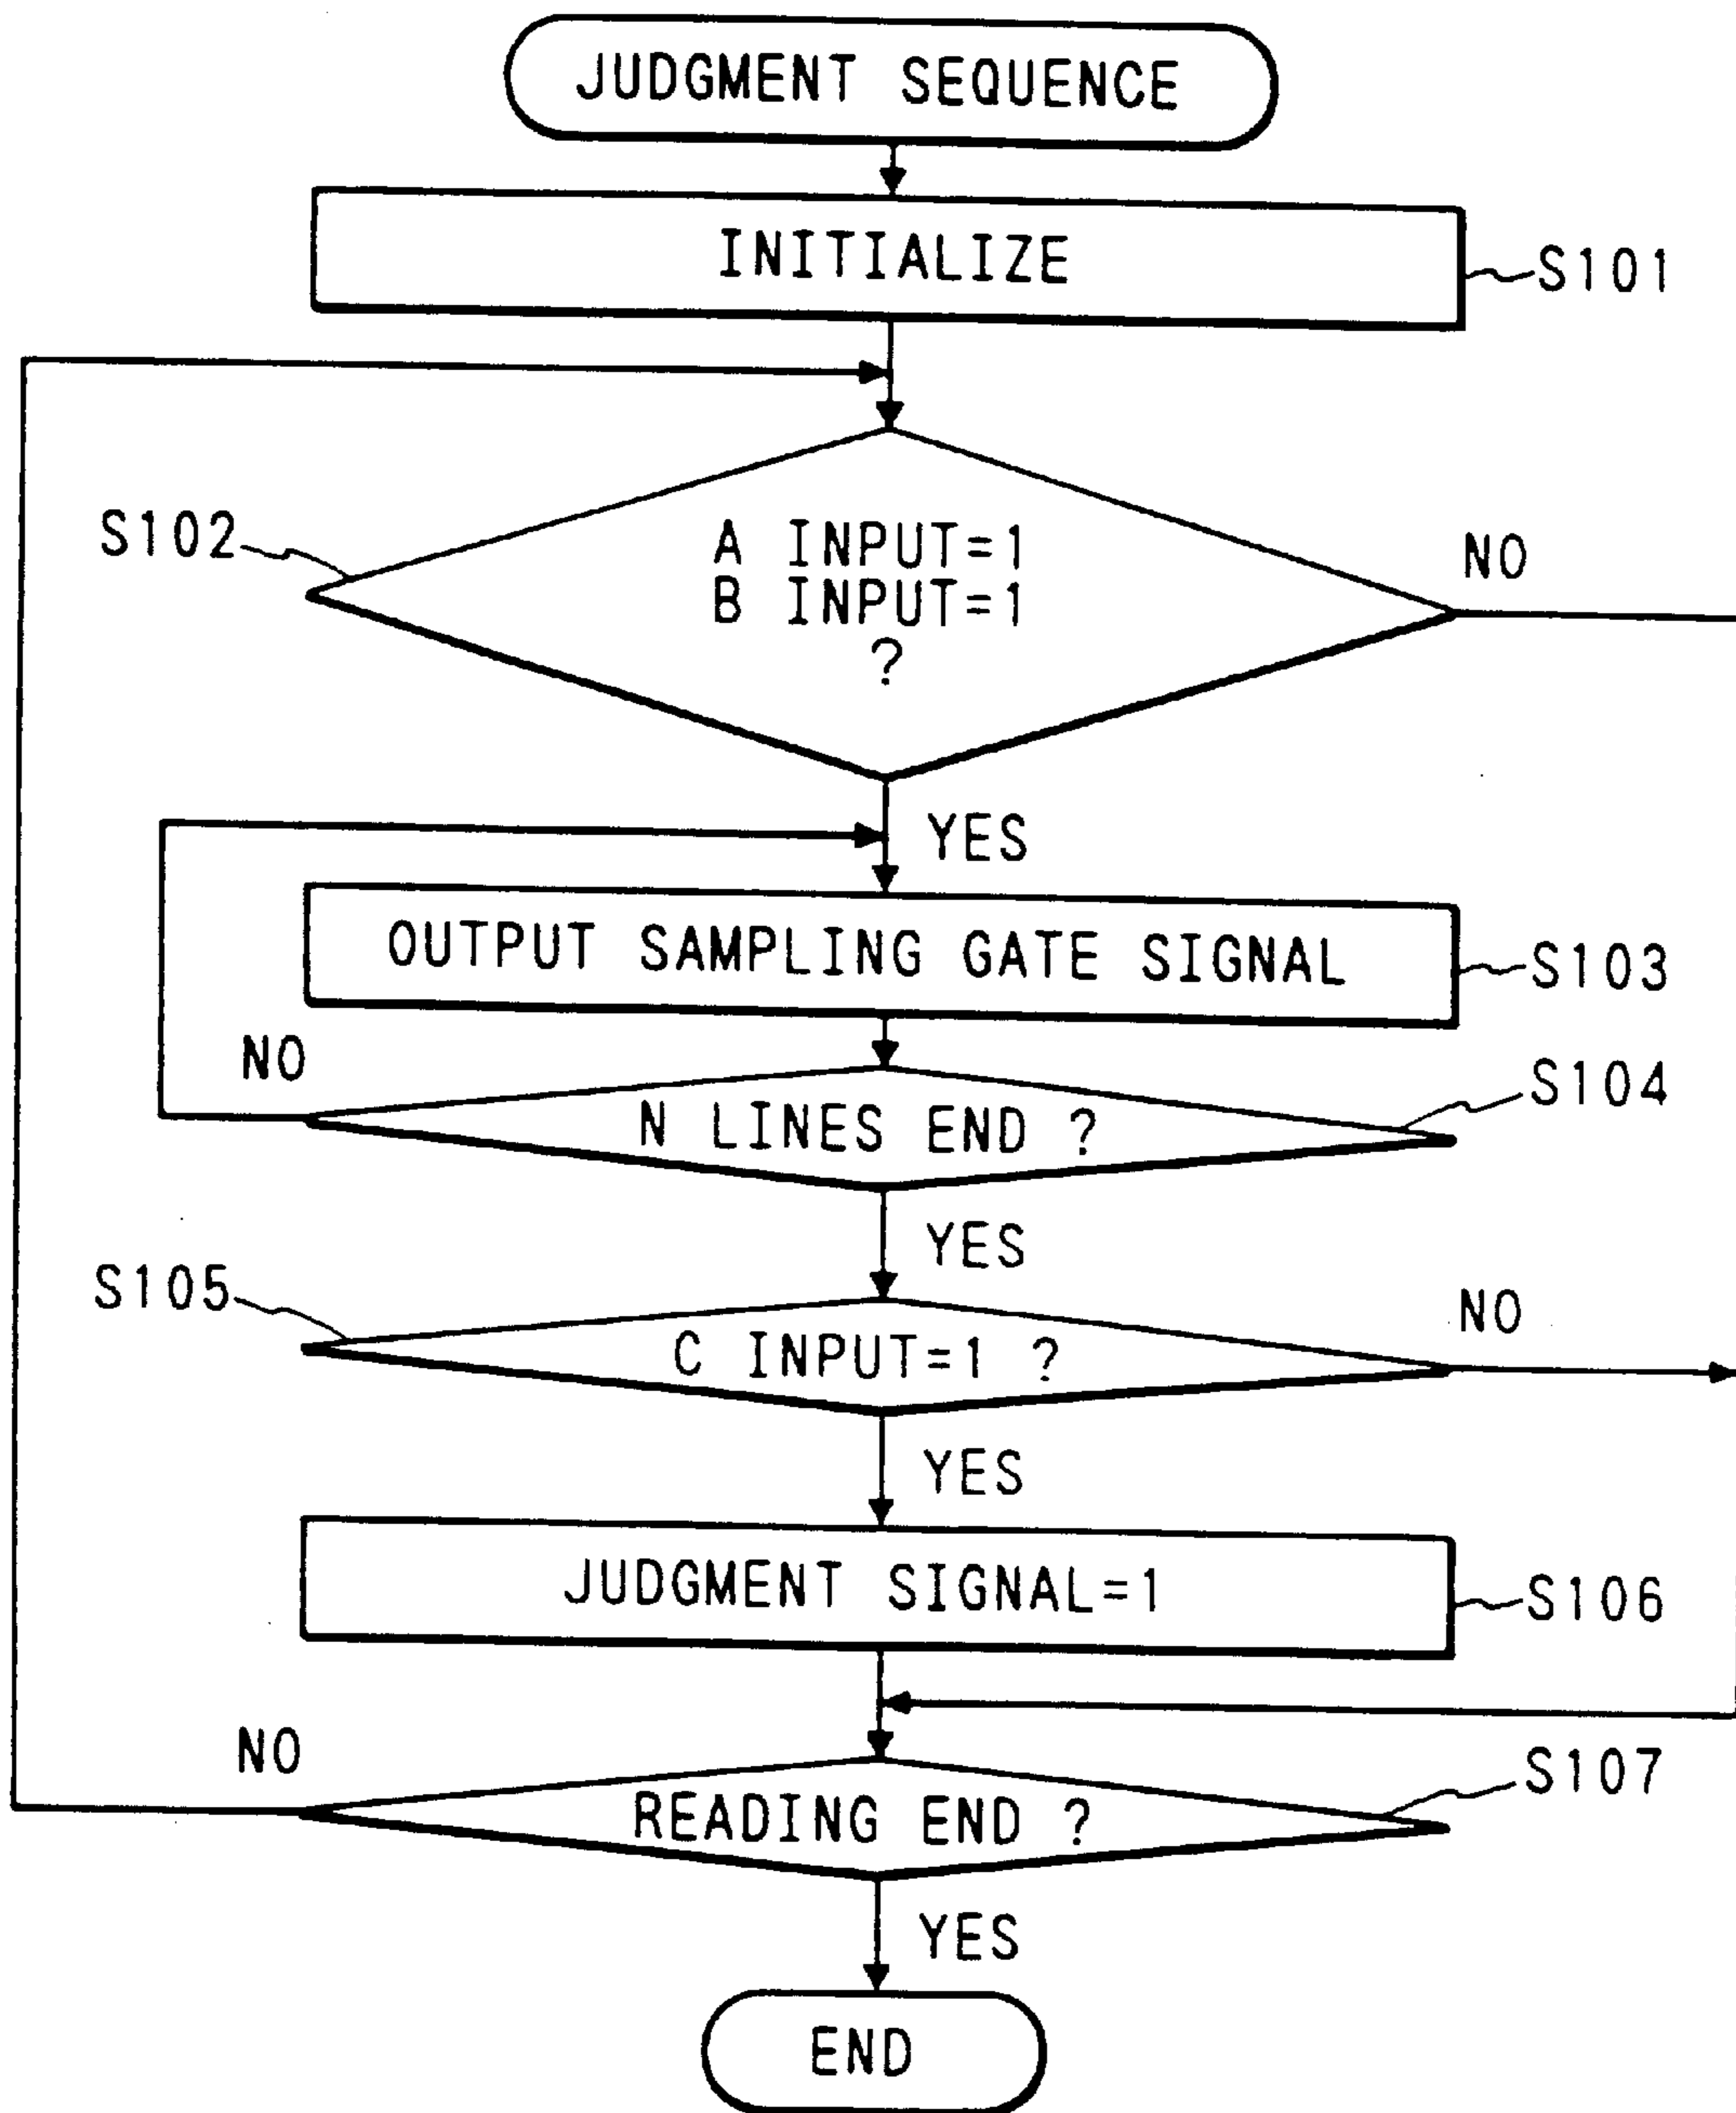 JUDGMENT SEQUENCE
INITIALIZE
S101
S102
A INPUT=1
B INPUT=1
?
NO
YES
OUTPUT SAMPLING GATE SIGNAL
S103
NO
N LINES END ?
S104
YES
S105
C INPUT=1 ?
NO
YES
JUDGMENT SIGNAL=1
S106
NO
READING END ?
S107
YES
END